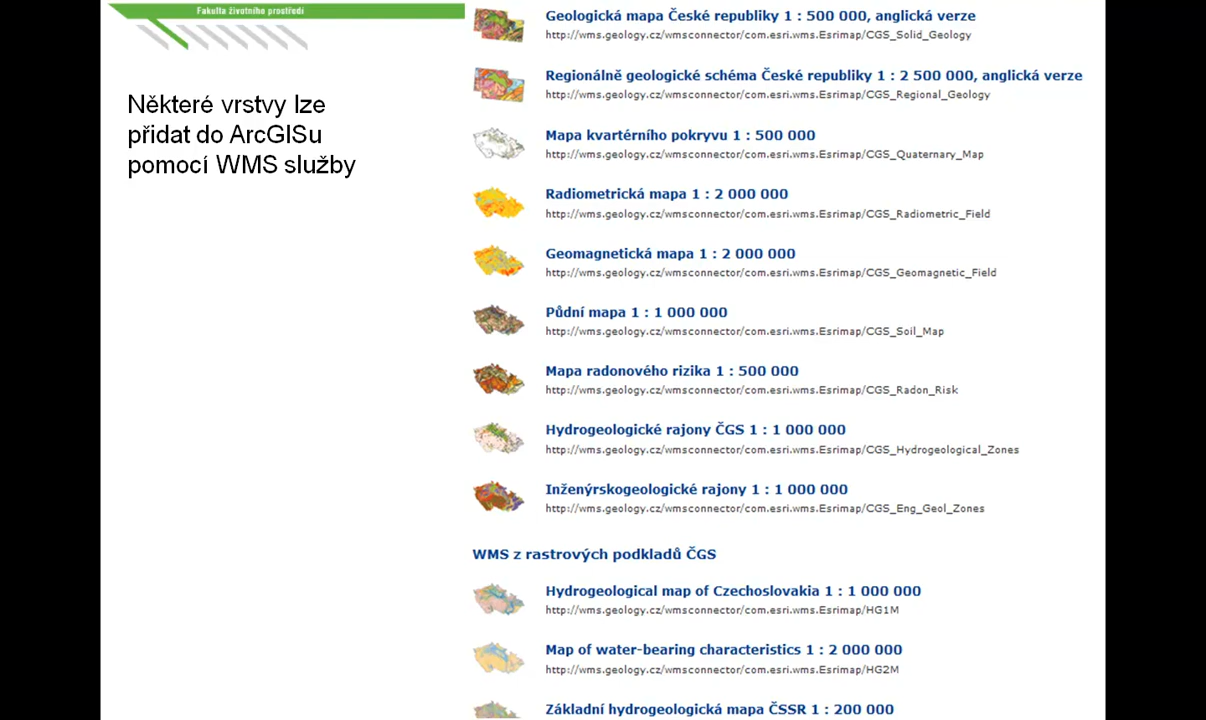 Fakulta životního prostředí
Některé vrstvy lze
přidat do ArcGISu
pomocí WMS služby
Geologická mapa České republiky 1 : 500 000, anglická verze
http://wms.geology.cz/wmsconnector/com.esri.wms.Esrimap/CGS_Solid_Geology
Regionálně geologické schéma České republiky 1 : 2 500 000, anglická verze
http://wms.geology.cz/wmsconnector/com.esri.wms.Esrimap/CGS_Regional_Geology
Mapa kvartérního pokryvu 1 : 500 000
http://wms.geology.cz/wmsconnector/com.esri.wms.Esrimap/CGS_Quaternary_Map
Radiometrická mapa 1 : 2 000 000
http://wms.geology.cz/wmsconnector/com.esri.wms.Esrimap/CGS_Radiometric_Field
Geomagnetická mapa 1 : 2 000 000
http://wms.geology.cz/wmsconnector/com.esri.wms.Esrimap/CGS_Geomagnetic_Field
Půdní mapa 1 : 1 000 000
http://wms.geology.cz/wmsconnector/com.esri.wms.Esrimap/CGS_Soil_Map
Mapa radonového rizika 1 : 500 000
http://wms.geology.cz/wmsconnector/com.esri.wms.Esrimap/CGS_Radon_Risk
Hydrogeologické rajony ČGS 1 : 1 000 000
http://wms.geology.cz/wmsconnector/com.esri.wms.Esrimap/CGS_Hydrogeological_Zones
Inženýrskogeologické rajony 1 : 1 000 000
http://wms.geology.cz/wmsconnector/com.esri.wms.Esrimap/CGS_Eng_Geol_Zones
WMS z rastrových podkladů ČGS
Hydrogeological map of Czechoslovakia 1 : 1 000 000
http://wms.geology.cz/wmsconnector/com.esri.wms.Esrimap/HG1M
Map of water-bearing characteristics 1 : 2 000 000
http://wms.geology.cz/wmsconnector/com.esri.wms.Esrimap/HG2M
Základní hydrogeologická mapa ČSSR 1 : 200 000